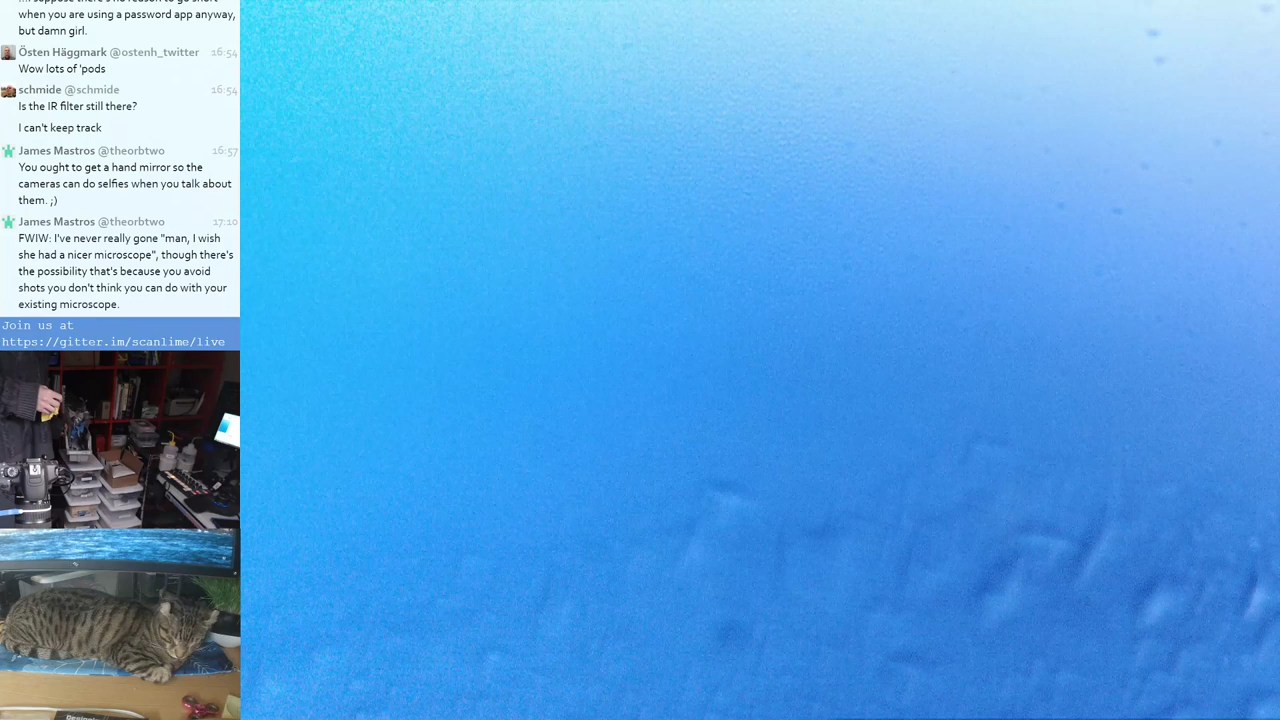 when you are using a password app anyway,
but damn girl.
Östen Häggmark @ostenh_twitter 16:54
Wow lots of 'pods
schmide @schmide 16:54
Is the IR filter still there?
I can't keep track
James Mastros @theorbtwo 16:57
You ought to get a hand mirror so the
cameras can do selfies when you talk about
them. ;)
James Mastros @theorbtwo 17:10
FWIW: I've never really gone "man, I wish
she had a nicer microscope", though there's
the possibility that's because you avoid
shots you don't think you can do with your
existing microscope.
Join us at
https://gitter.im/scanlime/live